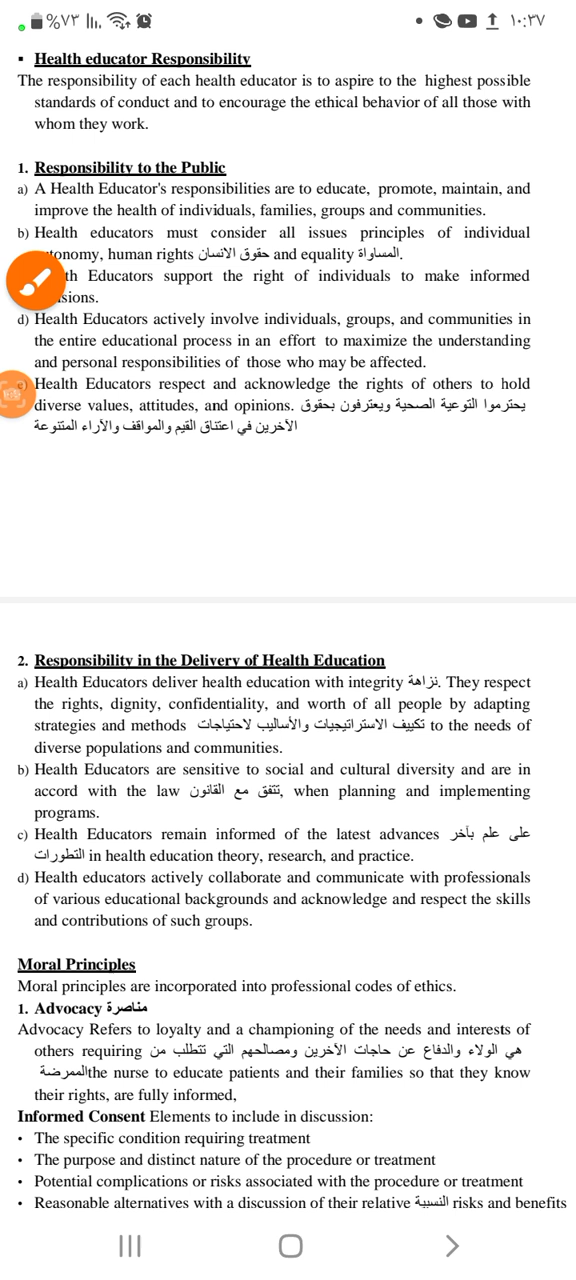 %٧٣ ١٠:٣٧
▪ Health educator Responsibility
The responsibility of each health educator is to aspire to the highest possible
standards of conduct and to encourage the ethical behavior of all those with
whom they work.
1. Responsibility to the Public
a) A Health Educator's responsibilities are to educate, promote, maintain, and
improve the health of individuals, families, groups and communities.
b) Health educators must consider all issues principles of individual
tonomy, human rights حقوق الانسان and equality المساواة.
th Educators support the right of individuals to make informed
sions.
d) Health Educators actively involve individuals, groups, and communities in
the entire educational process in an effort to maximize the understanding
and personal responsibilities of those who may be affected.
e) Health Educators respect and acknowledge the rights of others to hold
diverse values, attitudes, and opinions. يحترموا التوعية الصحية ويعترفون بحقوق
الآخرين في اعتناق القيم والمواقف والآراء المتنوعة
2. Responsibility in the Delivery of Health Education
a) Health Educators deliver health education with integrity نزاهة. They respect
the rights, dignity, confidentiality, and worth of all people by adapting
strategies and methods تكييف الاستراتيجيات والأساليب لاحتياجات to the needs of
diverse populations and communities.
b) Health Educators are sensitive to social and cultural diversity and are in
accord with the law تتفق مع القانون, when planning and implementing
programs.
c) Health Educators remain informed of the latest advances على علم بآخر
التطورات in health education theory, research, and practice.
d) Health educators actively collaborate and communicate with professionals
of various educational backgrounds and acknowledge and respect the skills
and contributions of such groups.
Moral Principles
Moral principles are incorporated into professional codes of ethics.
1. Advocacy مناصرة
Advocacy Refers to loyalty and a championing of the needs and interests of
others requiring هي الولاء والدفاع عن حاجات الآخرين ومصالحهم التي تتطلب من
الممرضة the nurse to educate patients and their families so that they know
their rights, are fully informed,
Informed Consent Elements to include in discussion:
• The specific condition requiring treatment
• The purpose and distinct nature of the procedure or treatment
• Potential complications or risks associated with the procedure or treatment
• Reasonable alternatives with a discussion of their relative النسبية risks and benefits